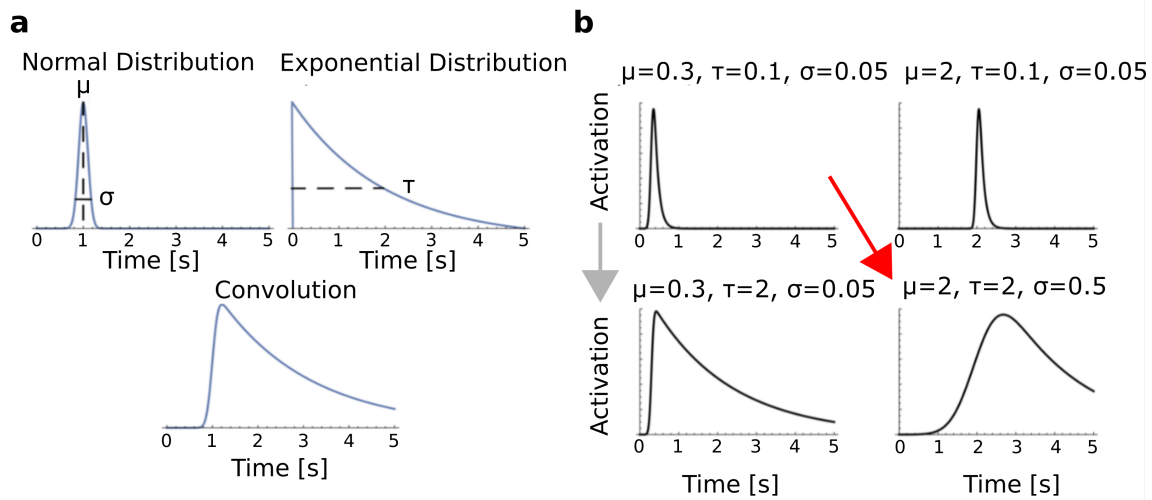 a
Normal Distribution
μ
σ
0 1 2 3 4 5
Time [s]
Exponential Distribution
τ
0 1 2 3 4 5
Time [s]
Convolution
0 1 2 3 4 5
Time [s]
b
μ=0.3, τ=0.1, σ=0.05
Activation
0 1 2 3 4 5
μ=2, τ=0.1, σ=0.05
0 1 2 3 4 5
μ=0.3, τ=2, σ=0.05
Activation
0 1 2 3 4 5
Time [s]
μ=2, τ=2, σ=0.5
0 1 2 3 4 5
Time [s]